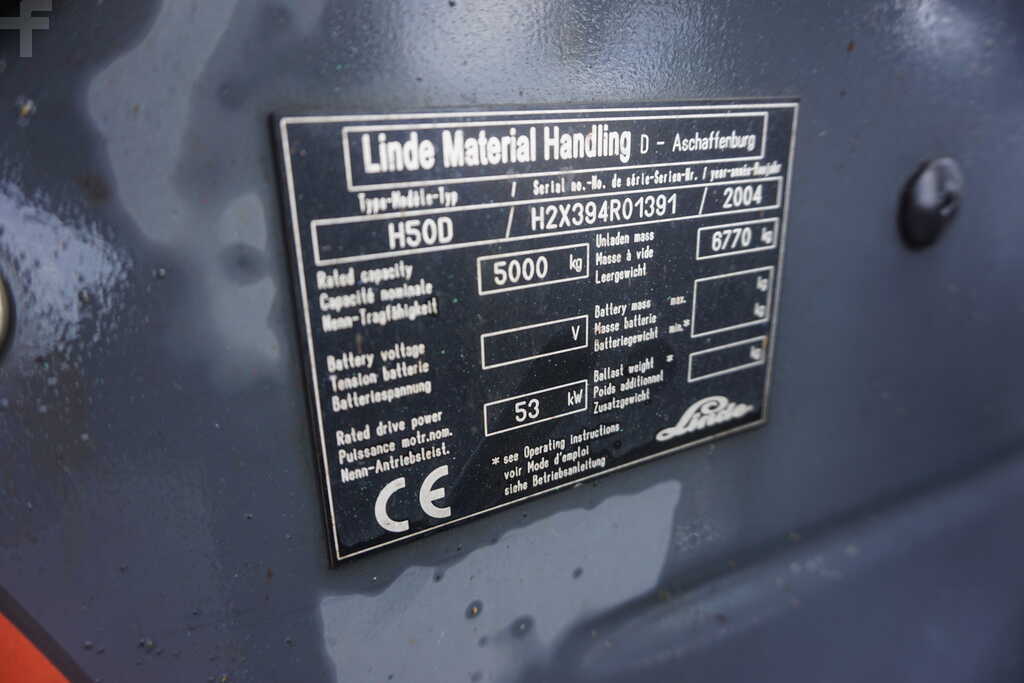 Linde Material Handling D - Aschaffenburg
Type-Modèle-Typ / Serial no.-No. de série-Serien-Nr. / year-année-Baujahr
H50D / H2X394R01391 / 2004
Rated capacity
Capacité nominale
Nenn-Tragfähigkeit
5000 kg
Unladen mass
Masse à vide
Leergewicht
6770 kg
Battery voltage
Tension batterie
Batteriespannung
V
Battery mass max.
Masse batterie
Batteriegewicht min.*
kg
kg
Rated drive power
Puissance motr.nom.
Nenn-Antriebsleist.
53 kW
Ballast weight *
Poids additionnel
Zusatzgewicht
kg
CE
* see Operating instructions
voir Mode d'emploi
siehe Betriebsanleitung
Linde